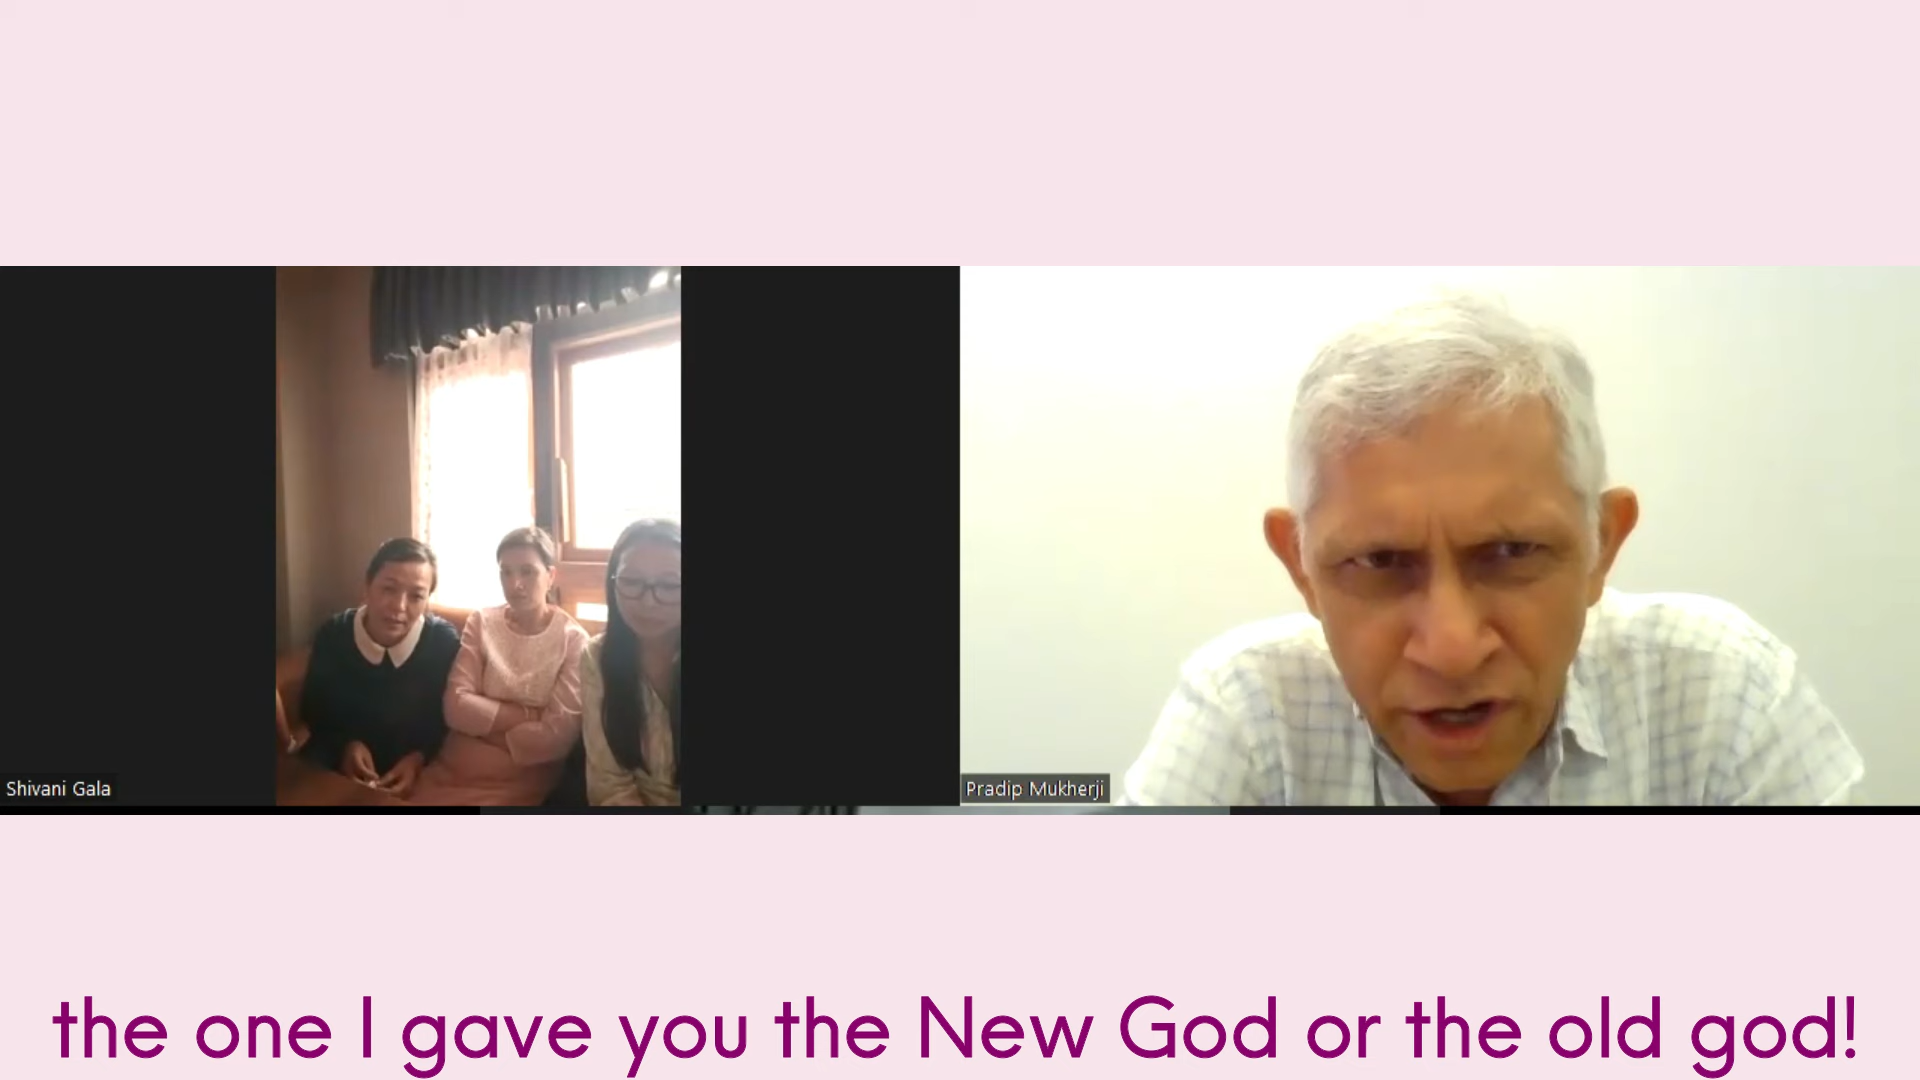 Shivani Gala
Pradip Mukherji
the one I gave you the New God or the old god!